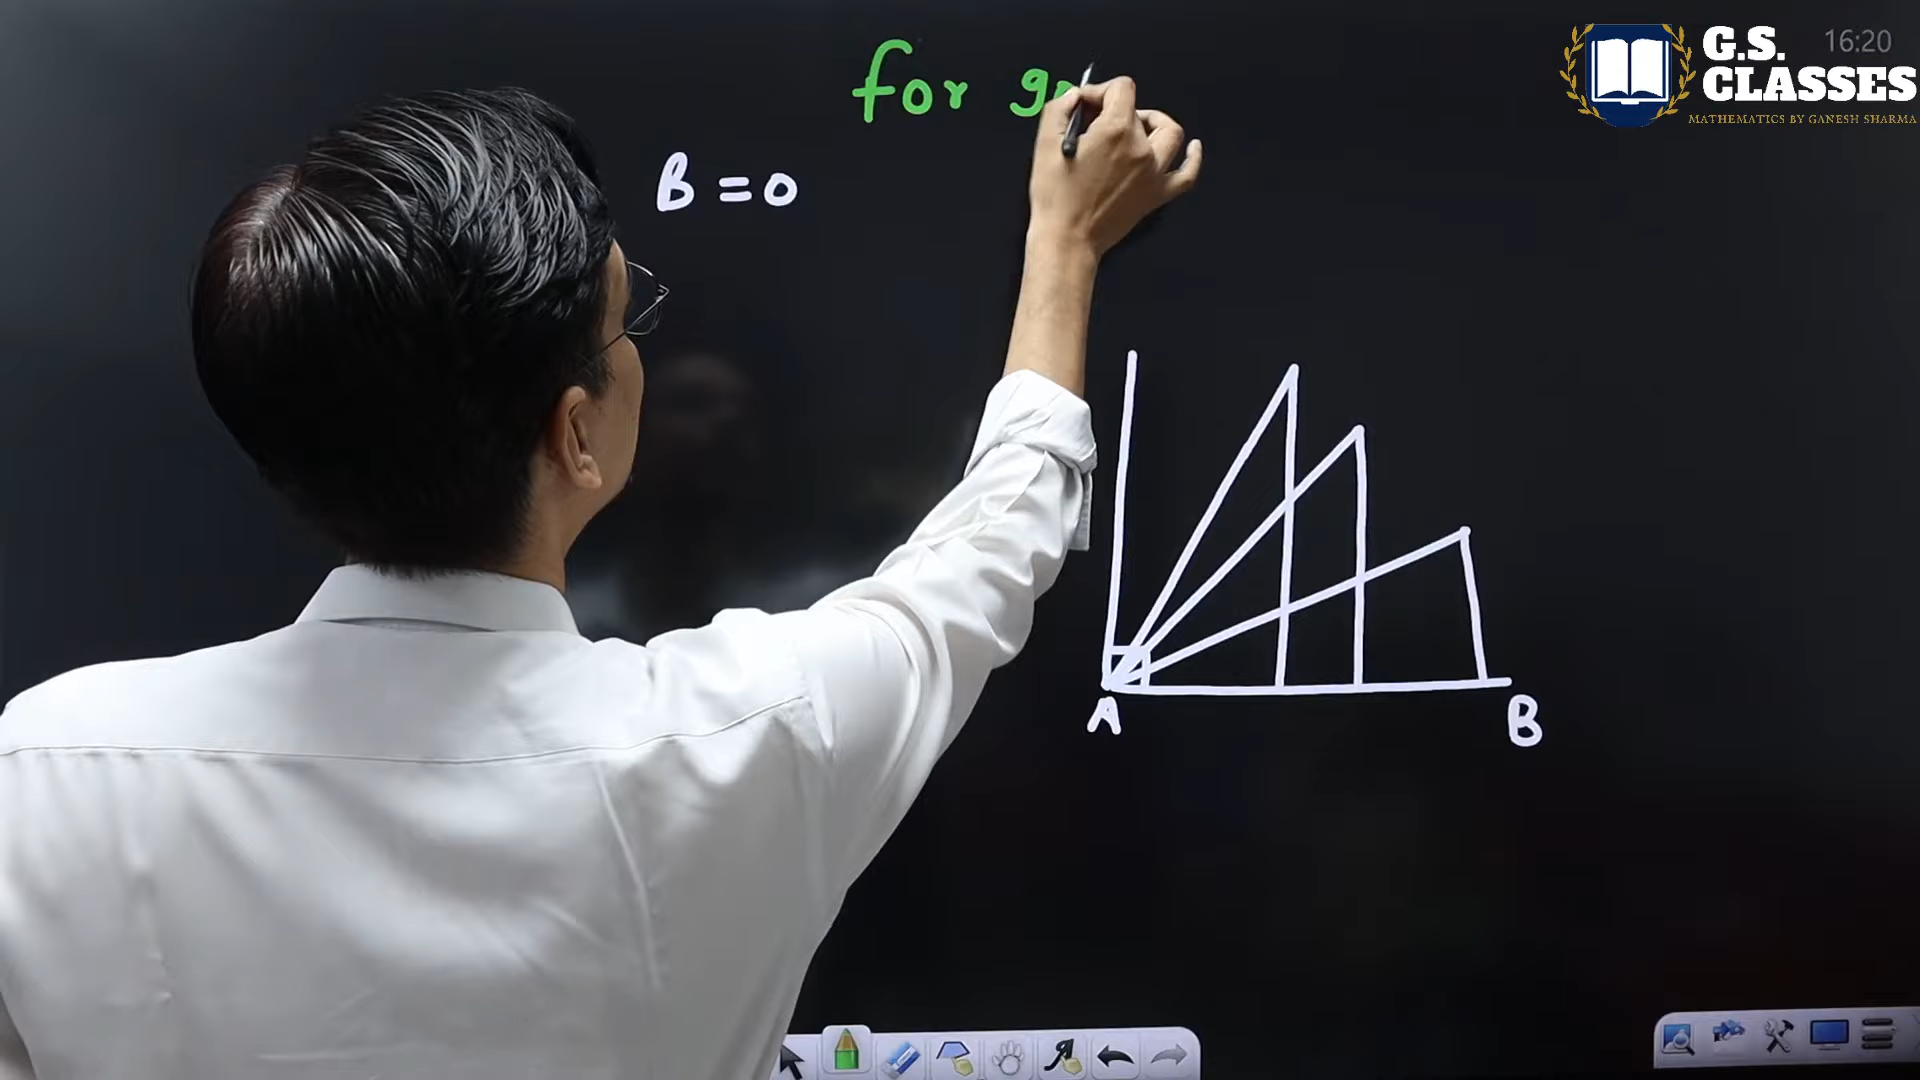 for
B = 0
A
B
G.S.
CLASSES
MATHEMATICS BY GANESH SHARMA
16:20